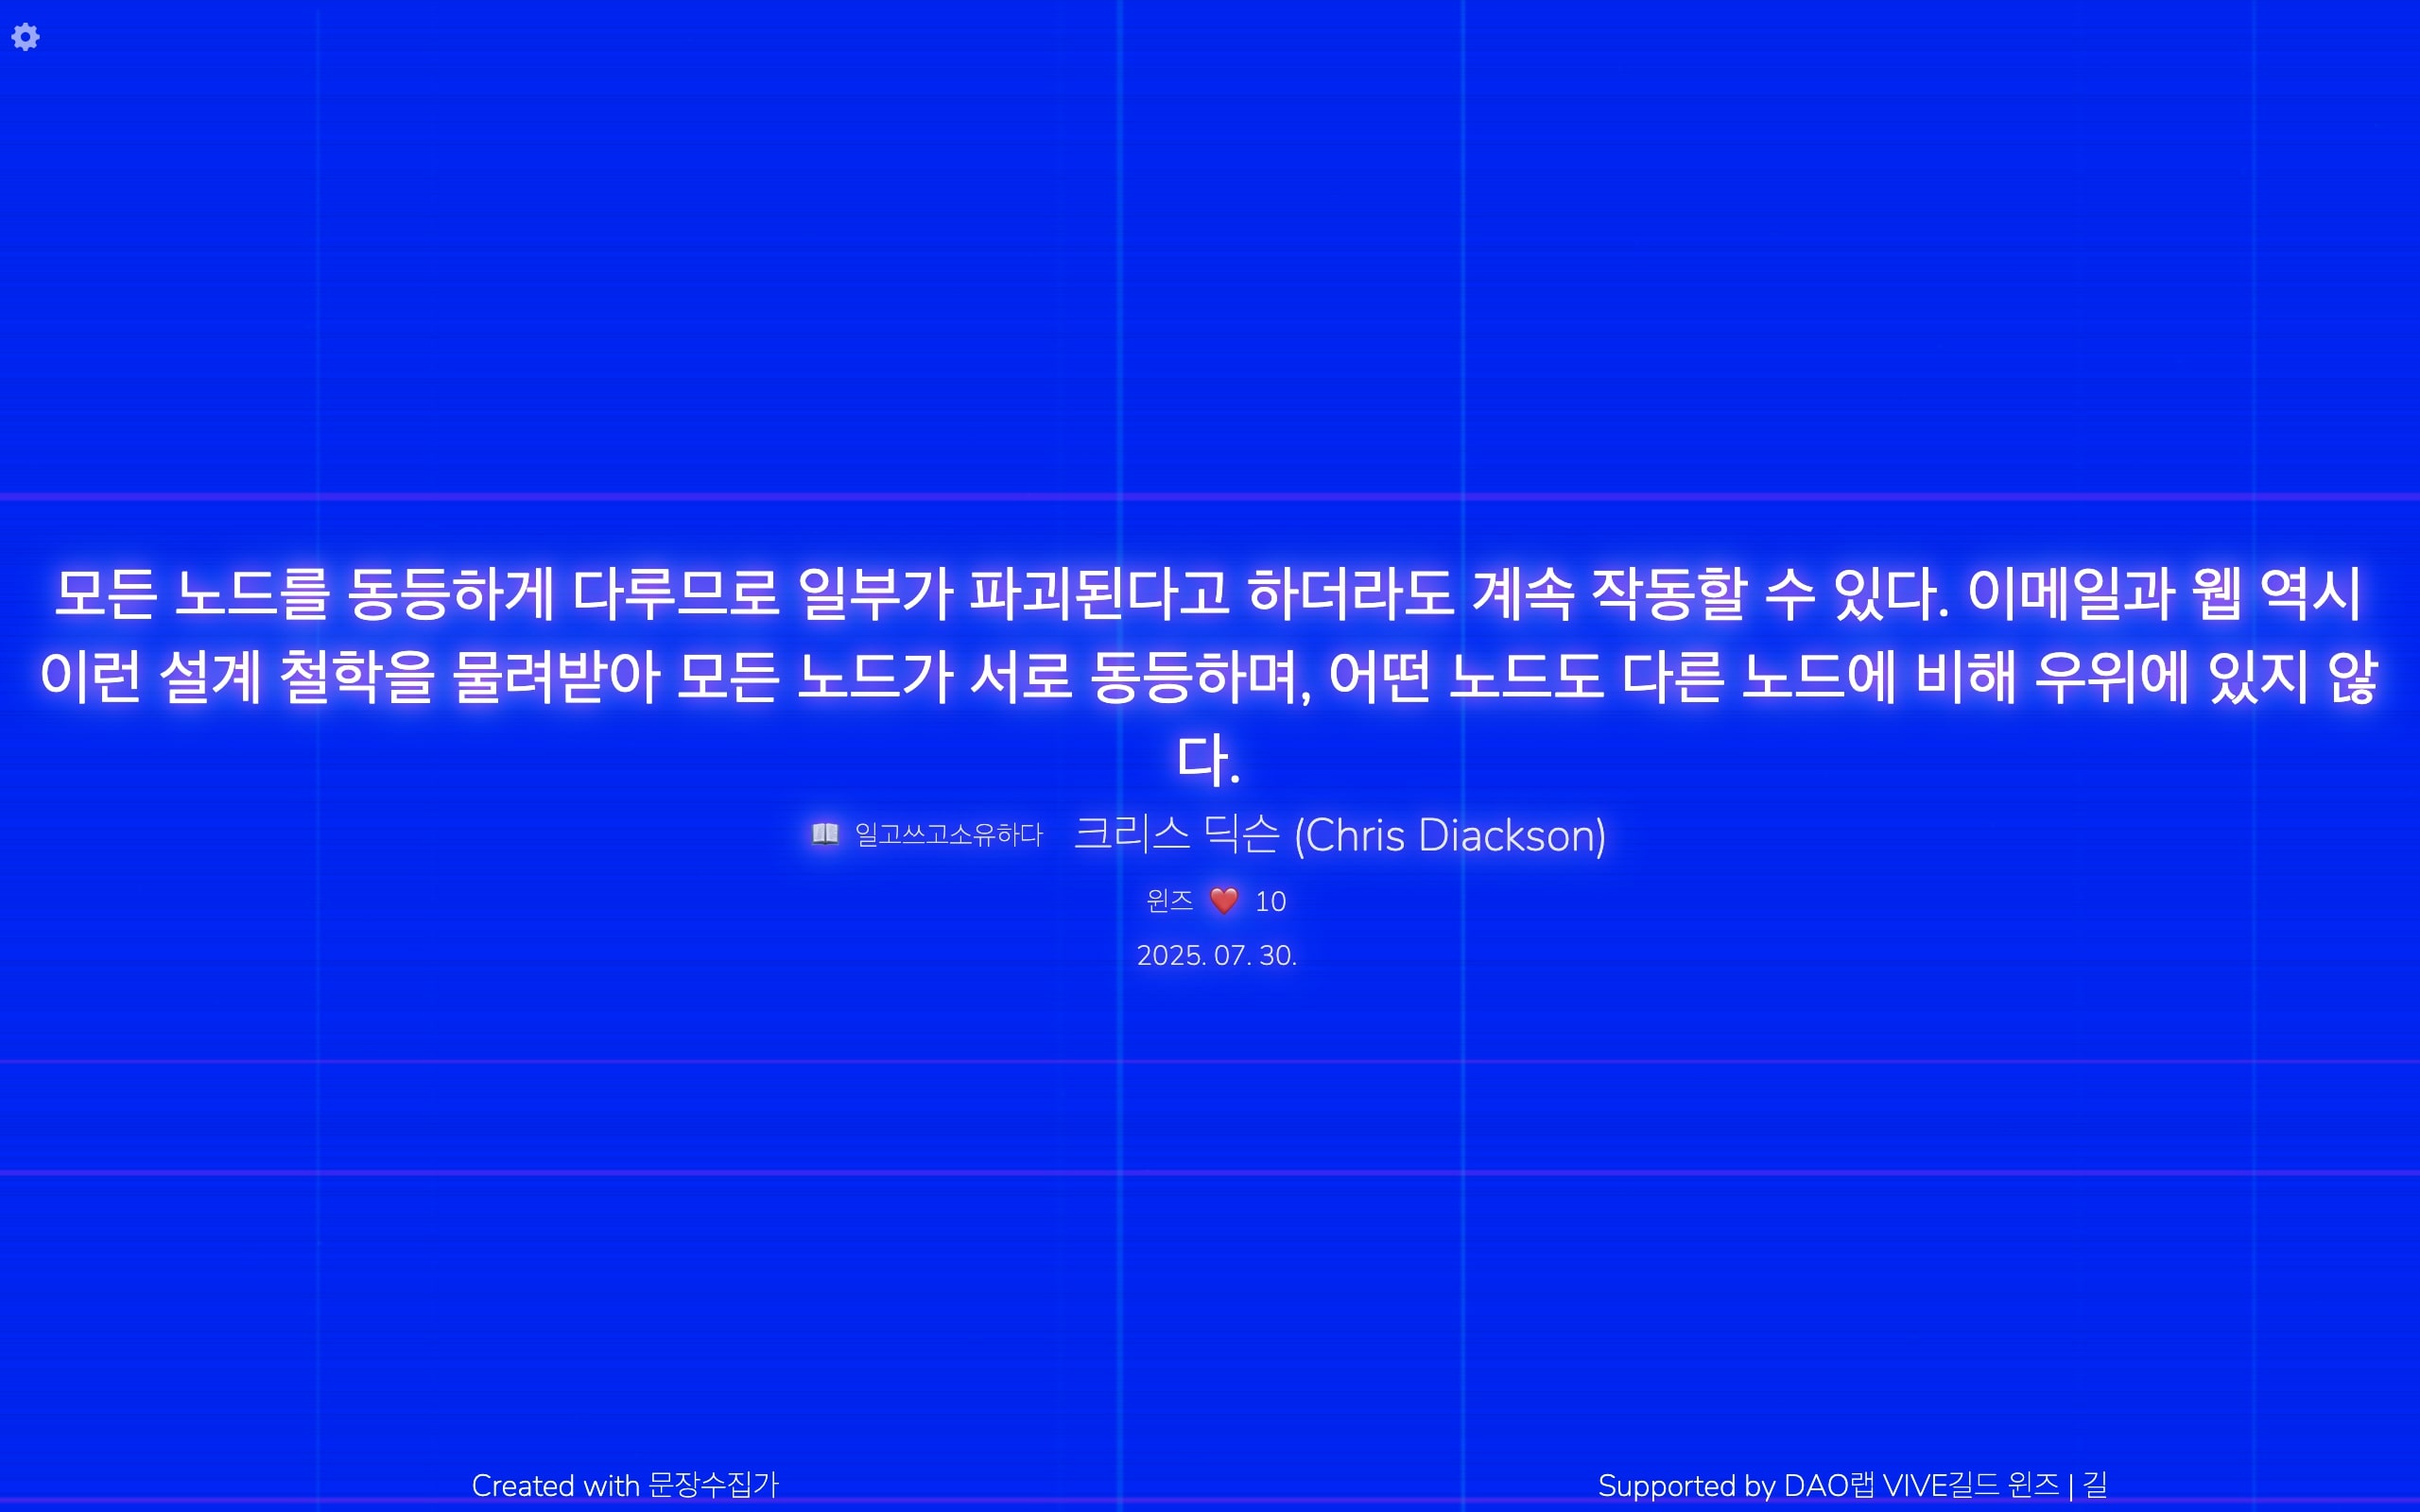 모든 노드를 동등하게 다루므로 일부가 파괴된다고 하더라도 계속 작동할 수 있다. 이메일과 웹 역시
이런 설계 철학을 물려받아 모든 노드가 서로 동등하며, 어떤 노드도 다른 노드에 비해 우위에 있지 않
다.
📖 일고쓰고소유하다 크리스 딕슨 (Chris Diackson)
윈즈 ❤️ 10
2025. 07. 30.
Created with 문장수집가
Supported by DAO랩 VIVE길드 윈즈 | 길